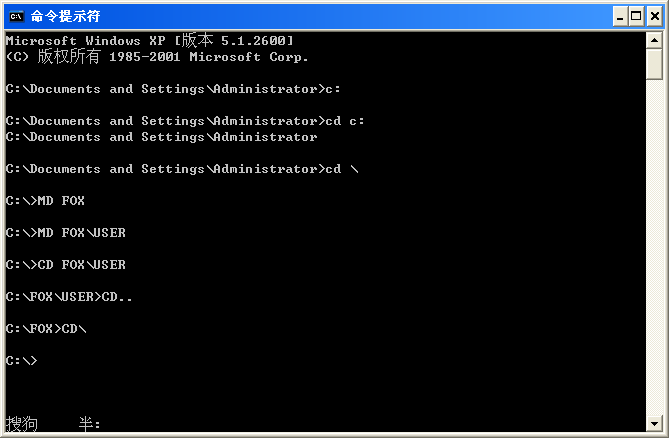 命令提示符
Microsoft Windows XP [版本 5.1.2600]
(C) 版权所有 1985-2001 Microsoft Corp.
C:\Documents and Settings\Administrator>c:
C:\Documents and Settings\Administrator>cd c:
C:\Documents and Settings\Administrator
C:\Documents and Settings\Administrator>cd \
C:\>MD FOX
C:\>MD FOX\USER
C:\>CD FOX\USER
C:\FOX\USER>CD..
C:\FOX>CD\
C:\>
搜狗 半: